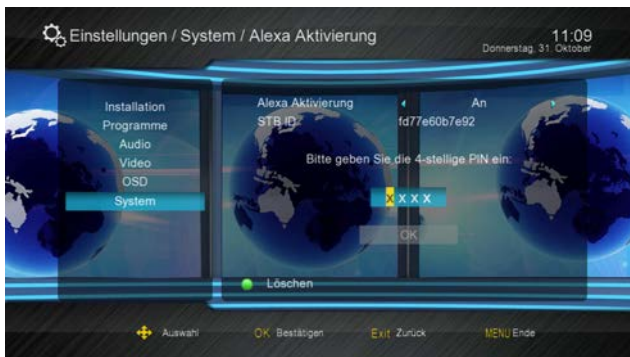 Einstellungen / System / Alexa Aktivierung
11:09
Donnerstag, 31. Oktober
Installation
Programme
Audio
Video
OSD
System
Alexa Aktivierung An
STB ID fd77e60b7e92
Bitte geben Sie die 4-stellige PIN ein:
X X X X
OK
Löschen
Auswahl OK Bestätigen Exit Zurück MENU Ende